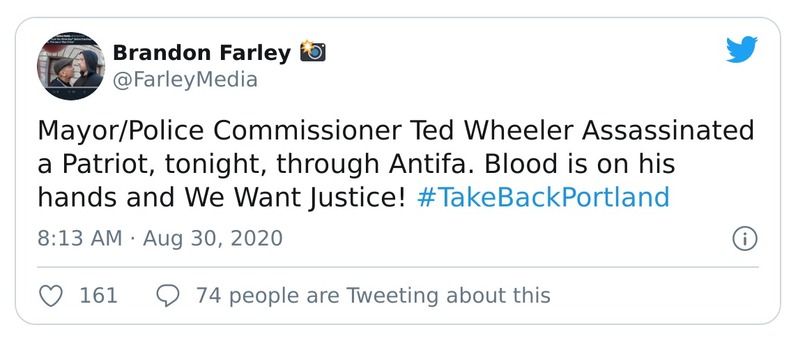 Brandon Farley 📸
@FarleyMedia
Mayor/Police Commissioner Ted Wheeler Assassinated
a Patriot, tonight, through Antifa. Blood is on his
hands and We Want Justice! #TakeBackPortland
8:13 AM · Aug 30, 2020
161 74 people are Tweeting about this